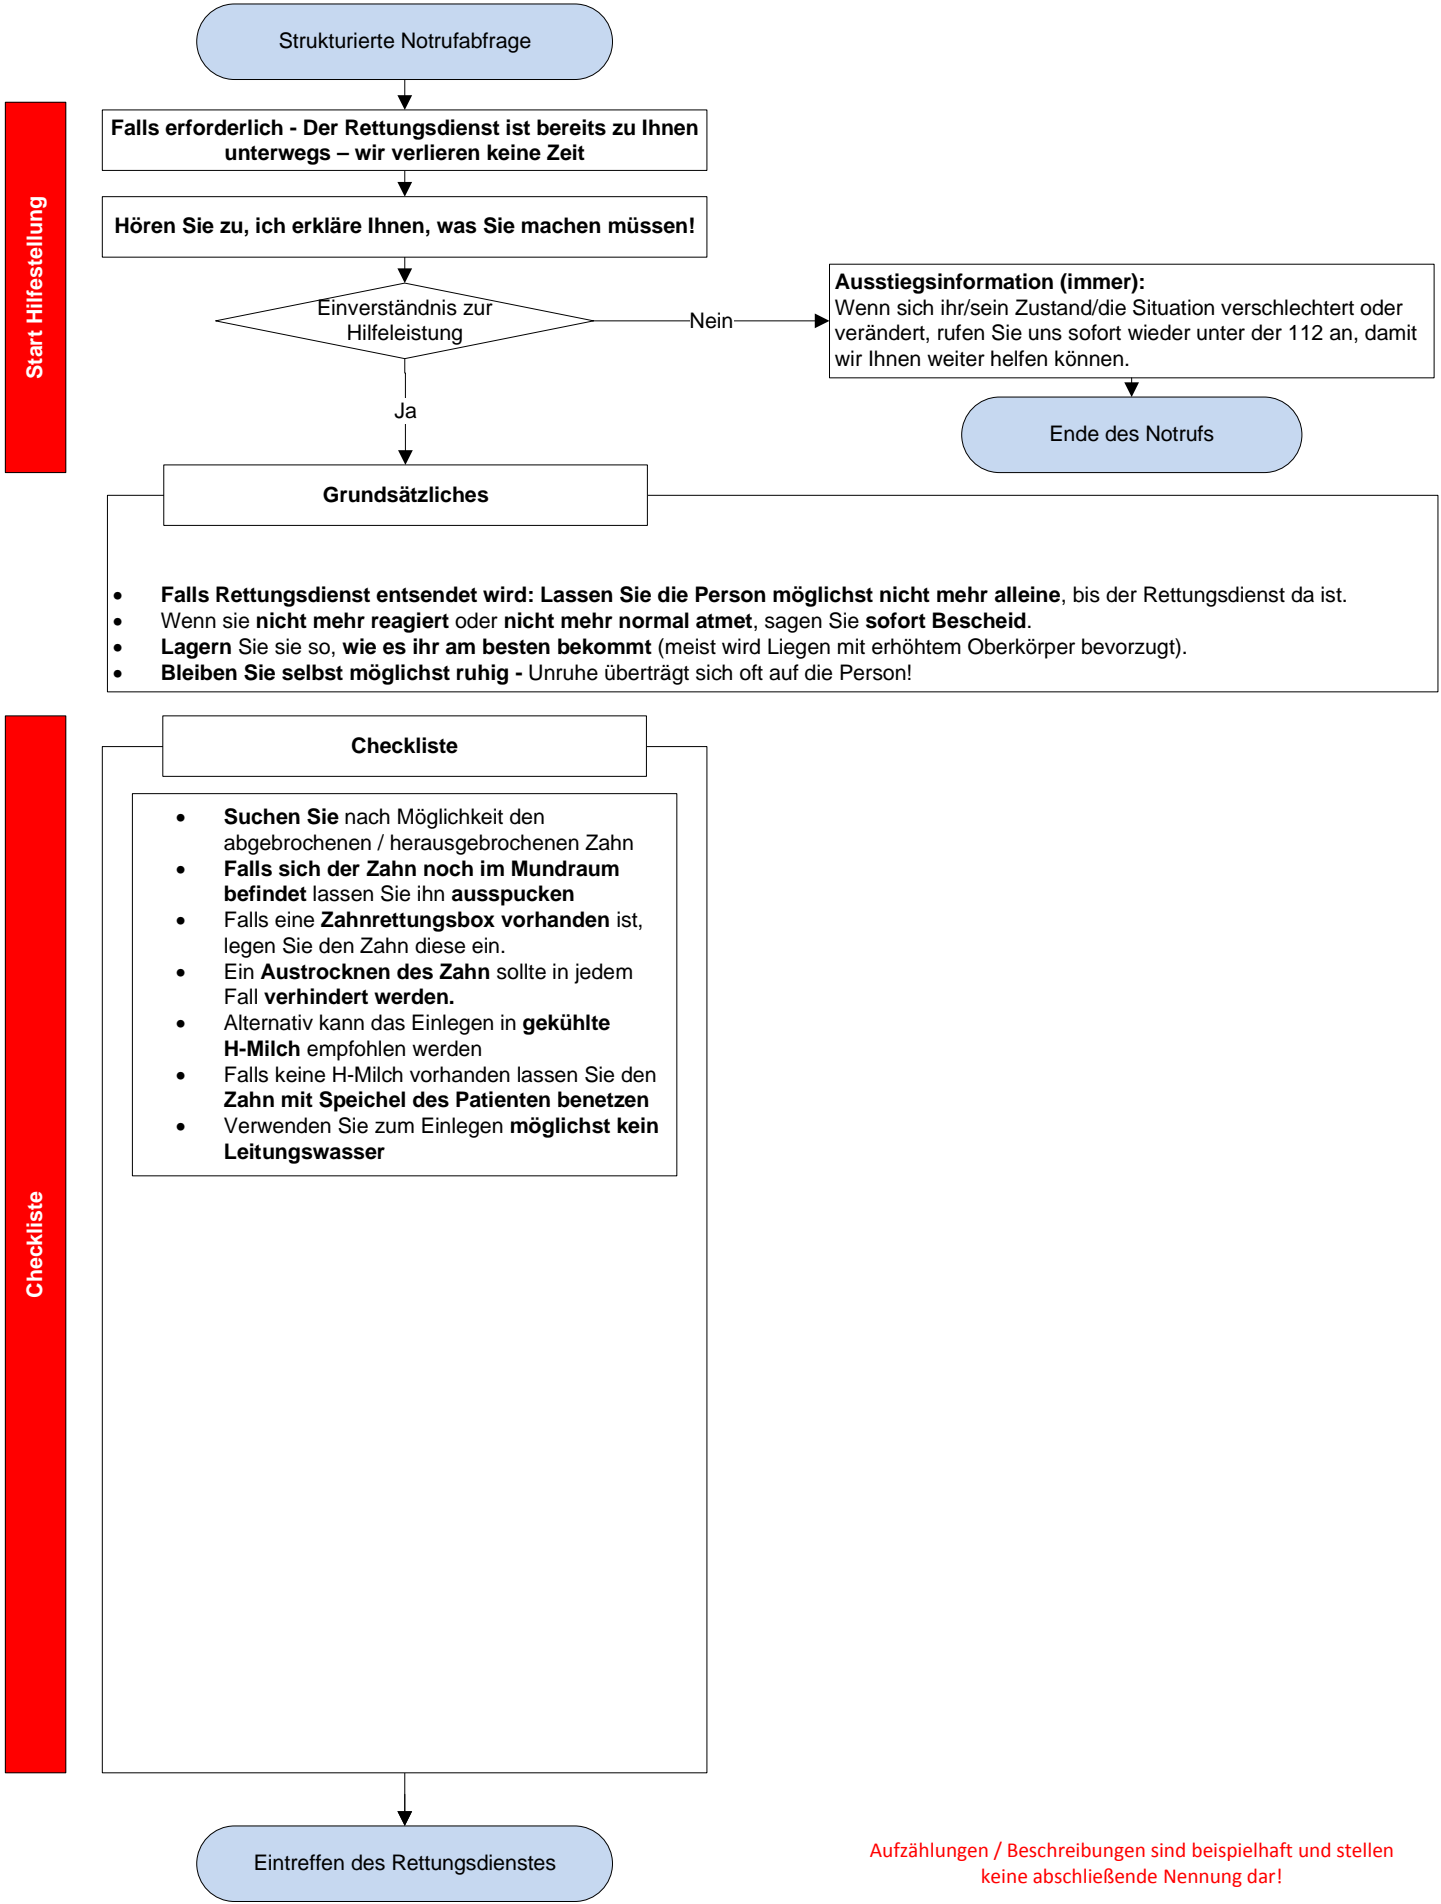 Strukturierte Notrufabfrage
Start Hilfestellung
Falls erforderlich - Der Rettungsdienst ist bereits zu Ihnen
unterwegs – wir verlieren keine Zeit
Hören Sie zu, ich erkläre Ihnen, was Sie machen müssen!
Einverständnis zur
Hilfeleistung
Nein
Ausstiegsinformation (immer):
Wenn sich ihr/sein Zustand/die Situation verschlechtert oder
verändert, rufen Sie uns sofort wieder unter der 112 an, damit
wir Ihnen weiter helfen können.
Ja
Ende des Notrufs
Grundsätzliches
• Falls Rettungsdienst entsendet wird: Lassen Sie die Person möglichst nicht mehr alleine, bis der Rettungsdienst da ist.
• Wenn sie nicht mehr reagiert oder nicht mehr normal atmet, sagen Sie sofort Bescheid.
• Lagern Sie sie so, wie es ihr am besten bekommt (meist wird Liegen mit erhöhtem Oberkörper bevorzugt).
• Bleiben Sie selbst möglichst ruhig - Unruhe überträgt sich oft auf die Person!
Checkliste
Checkliste
• Suchen Sie nach Möglichkeit den
abgebrochenen / herausgebrochenen Zahn
• Falls sich der Zahn noch im Mundraum
befindet lassen Sie ihn ausspucken
• Falls eine Zahnrettungsbox vorhanden ist,
legen Sie den Zahn diese ein.
• Ein Austrocknen des Zahn sollte in jedem
Fall verhindert werden.
• Alternativ kann das Einlegen in gekühlte
H-Milch empfohlen werden
• Falls keine H-Milch vorhanden lassen Sie den
Zahn mit Speichel des Patienten benetzen
• Verwenden Sie zum Einlegen möglichst kein
Leitungswasser
Eintreffen des Rettungsdienstes
Aufzählungen / Beschreibungen sind beispielhaft und stellen
keine abschließende Nennung dar!